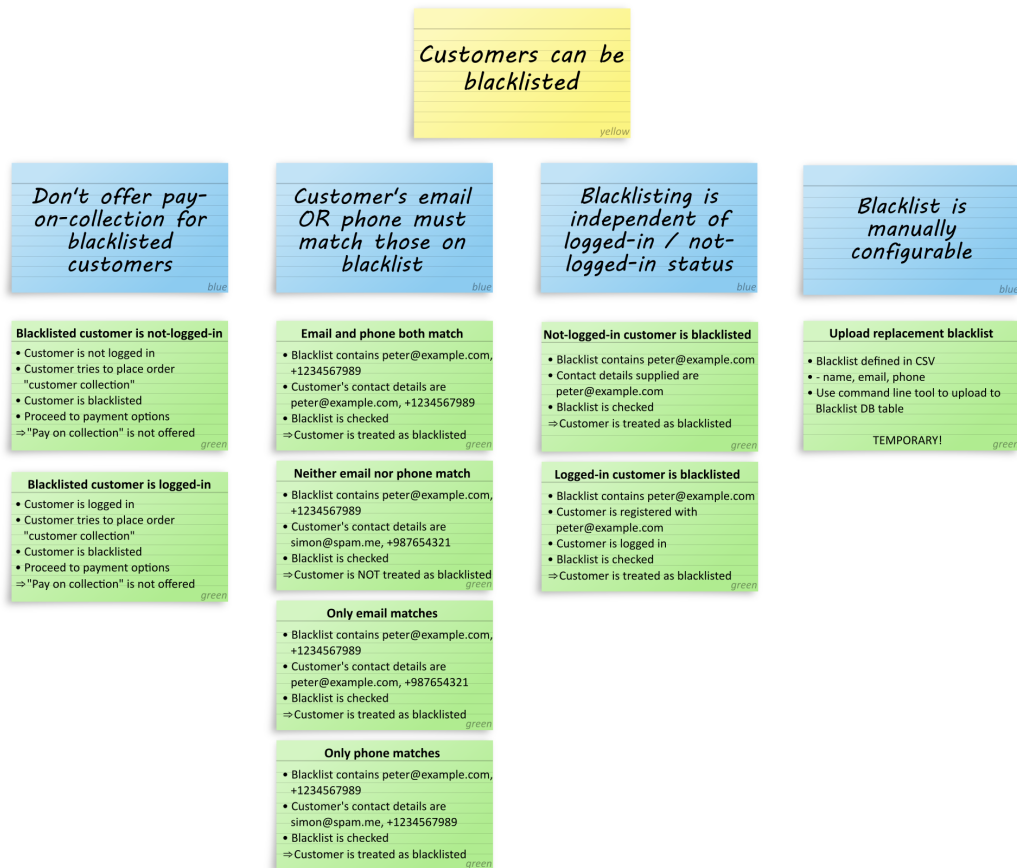 Customers can be
blacklisted
yellow
Don't offer pay-
on-collection for
blacklisted
customers
blue
Customer's email
OR phone must
match those on
blacklist
blue
Blacklisting is
independent of
logged-in / not-
logged-in status
blue
Blacklist is
manually
configurable
blue
Blacklisted customer is not-logged-in
• Customer is not logged in
• Customer tries to place order
"customer collection"
• Customer is blacklisted
• Proceed to payment options
⇒"Pay on collection" is not offered
green
Blacklisted customer is logged-in
• Customer is logged in
• Customer tries to place order
"customer collection"
• Customer is blacklisted
• Proceed to payment options
⇒"Pay on collection" is not offered
green
Email and phone both match
• Blacklist contains peter@example.com,
+1234567989
• Customer's contact details are
peter@example.com, +1234567989
• Blacklist is checked
⇒Customer is treated as blacklisted
green
Neither email nor phone match
• Blacklist contains peter@example.com,
+1234567989
• Customer's contact details are
simon@spam.me, +987654321
• Blacklist is checked
⇒Customer is NOT treated as blacklisted
green
Only email matches
• Blacklist contains peter@example.com,
+1234567989
• Customer's contact details are
peter@example.com, +987654321
• Blacklist is checked
⇒Customer is treated as blacklisted
green
Only phone matches
• Blacklist contains peter@example.com,
+1234567989
• Customer's contact details are
simon@spam.me, +1234567989
• Blacklist is checked
⇒Customer is treated as blacklisted
green
Not-logged-in customer is blacklisted
• Blacklist contains peter@example.com
• Contact details supplied are
peter@example.com
• Blacklist is checked
⇒Customer is treated as blacklisted
green
Logged-in customer is blacklisted
• Blacklist contains peter@example.com
• Customer is registered with
peter@example.com
• Customer is logged in
• Blacklist is checked
⇒Customer is treated as blacklisted
green
Upload replacement blacklist
• Blacklist defined in CSV
• - name, email, phone
• Use command line tool to upload to
Blacklist DB table
TEMPORARY!
green